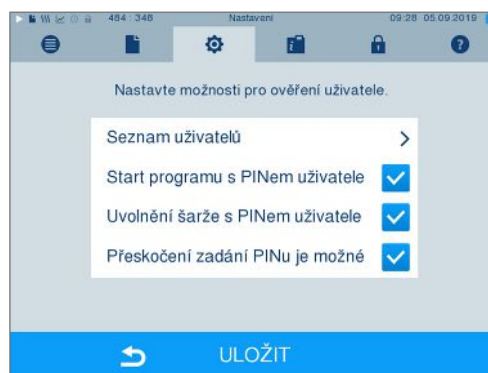 484 : 348 Nastavení 09:28 05.09.2019
Nastavte možnosti pro ověření uživatele.
Seznam uživatelů
Start programu s PINem uživatele
Uvolnění šarže s PINem uživatele
Přeskočení zadání PINu je možné
ULOŽIT